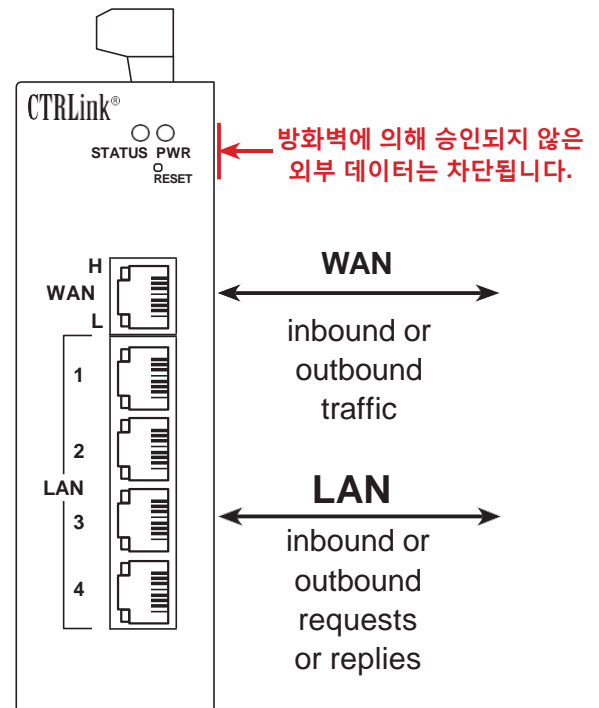 CTRLink®
STATUS PWR
RESET
방화벽에 의해 승인되지 않은
외부 데이터는 차단됩니다.
H
WAN
L
1
2
LAN
3
4
WAN
inbound or
outbound
traffic
LAN
inbound or
outbound
requests
or replies